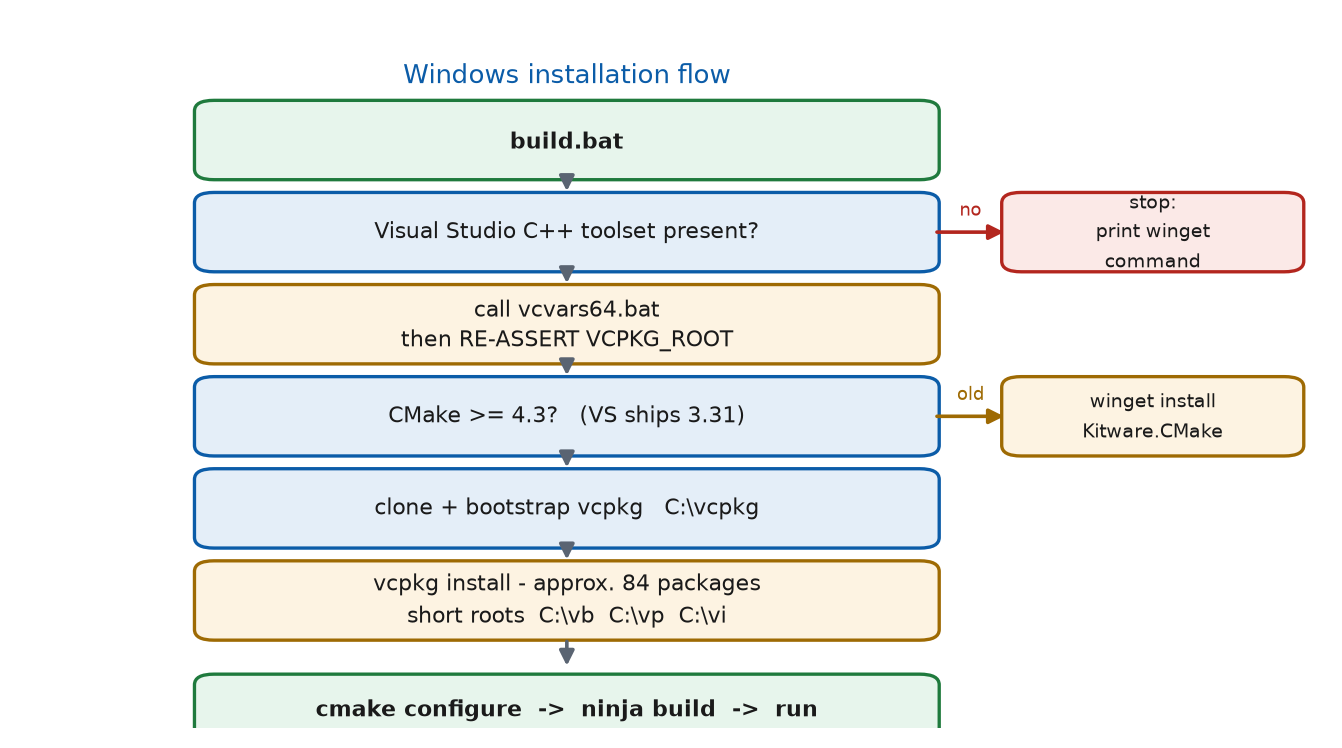 Windows installation flow
build.bat
Visual Studio C++ toolset present?
no
stop:
print winget
command
call vcvars64.bat
then RE-ASSERT VCPKG_ROOT
CMake >= 4.3?   (VS ships 3.31)
old
winget install
Kitware.CMake
clone + bootstrap vcpkg   C:\vcpkg
vcpkg install - approx. 84 packages
short roots  C:\vb  C:\vp  C:\vi
cmake configure  ->  ninja build  ->  run